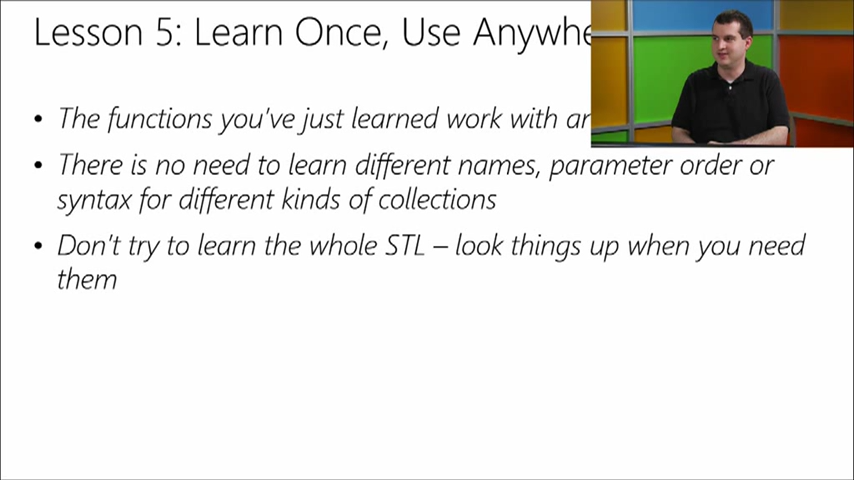 Lesson 5: Learn Once, Use Anywhe
• The functions you've just learned work with
• There is no need to learn different names, parameter order or
syntax for different kinds of collections
• Don't try to learn the whole STL – look things up when you need
them